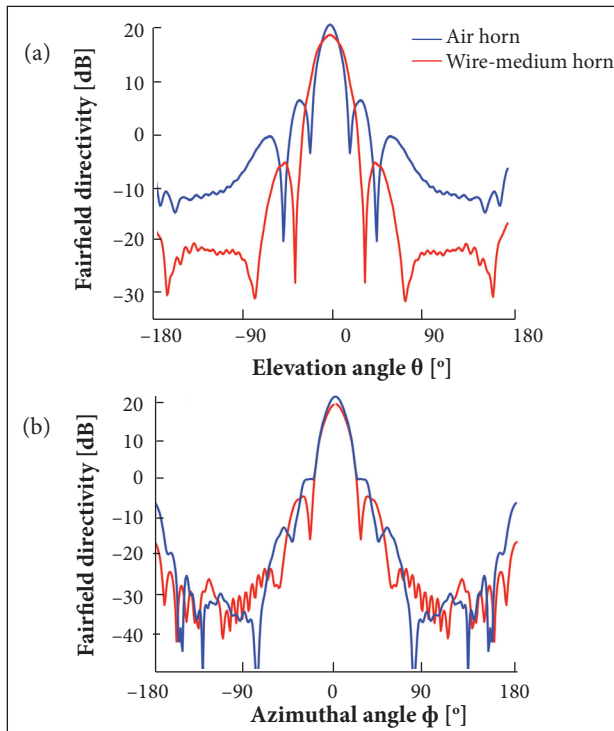 (a)
Fairfield directivity [dB]
20
10
0
−10
−20
−30
Air horn
Wire-medium horn
−180
−90
0
90
180
Elevation angle θ [º]
(b)
Fairfield directivity [dB]
20
10
0
−10
−20
−30
−40
−180
−90
0
90
180
Azimuthal angle ϕ [º]